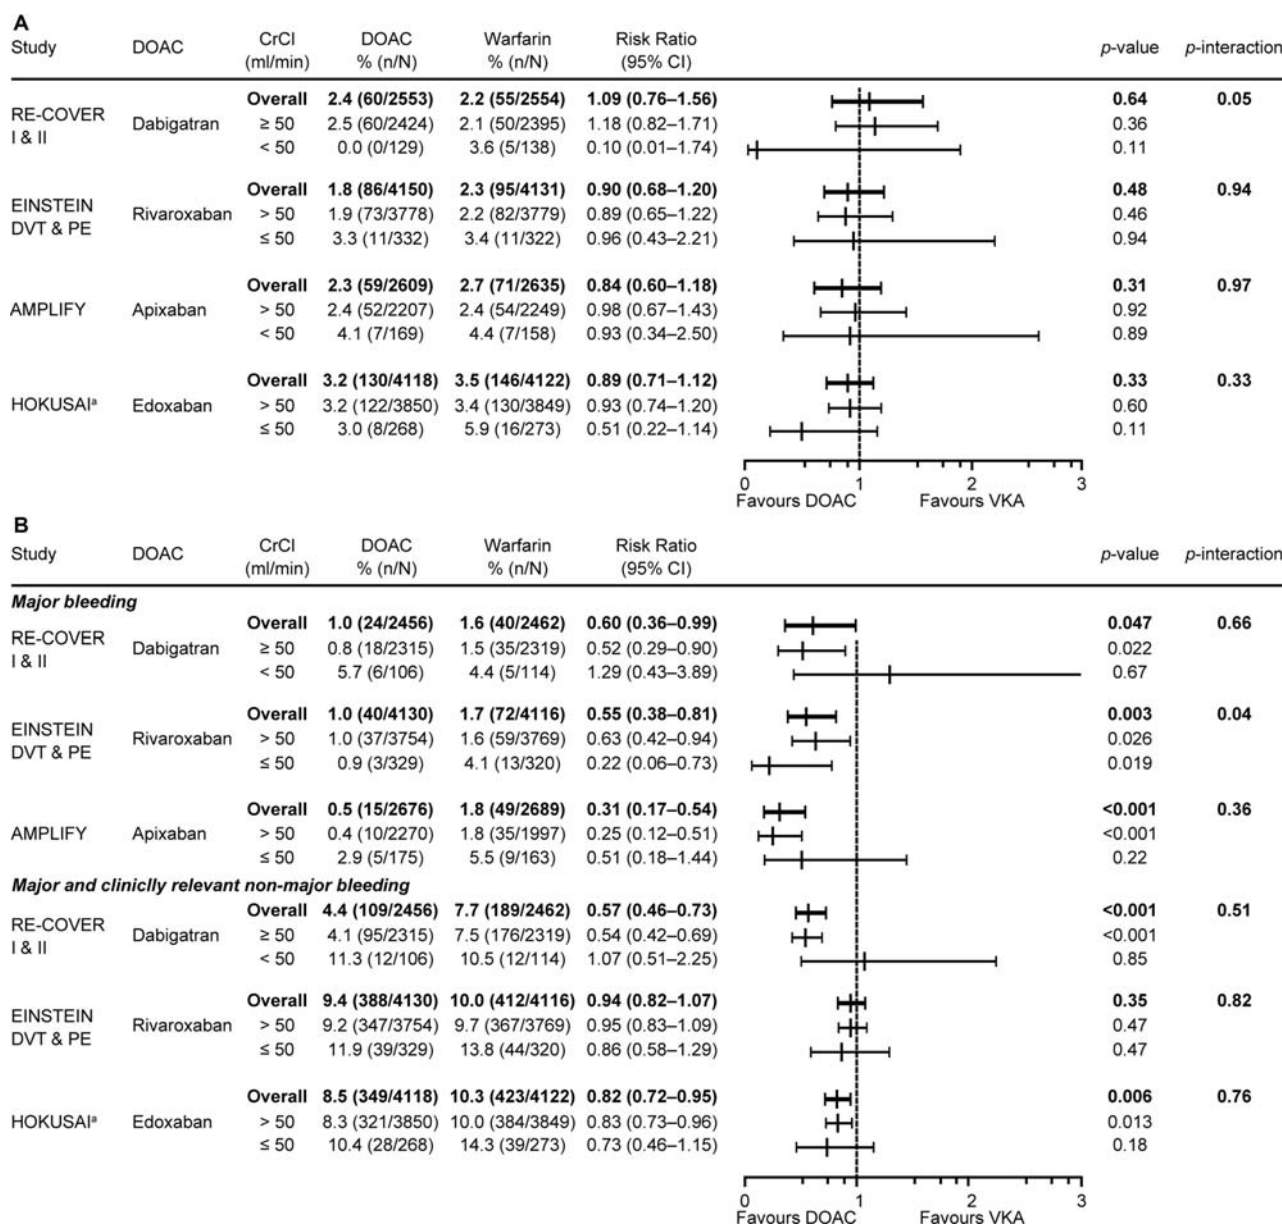 A
Study DOAC CrCl (ml/min) DOAC % (n/N) Warfarin % (n/N) Risk Ratio (95% CI) p-value p-interaction
RE-COVER I & II Dabigatran Overall 2.4 (60/2553) 2.2 (55/2554) 1.09 (0.76–1.56) 0.64 0.05
≥ 50 2.5 (60/2424) 2.1 (50/2395) 1.18 (0.82–1.71) 0.36
< 50 0.0 (0/129) 3.6 (5/138) 0.10 (0.01–1.74) 0.11
EINSTEIN DVT & PE Rivaroxaban Overall 1.8 (86/4150) 2.3 (95/4131) 0.90 (0.68–1.20) 0.48 0.94
> 50 1.9 (73/3778) 2.2 (82/3779) 0.89 (0.65–1.22) 0.46
≤ 50 3.3 (11/332) 3.4 (11/322) 0.96 (0.43–2.21) 0.94
AMPLIFY Apixaban Overall 2.3 (59/2609) 2.7 (71/2635) 0.84 (0.60–1.18) 0.31 0.97
> 50 2.4 (52/2207) 2.4 (54/2249) 0.98 (0.67–1.43) 0.92
< 50 4.1 (7/169) 4.4 (7/158) 0.93 (0.34–2.50) 0.89
HOKUSAIᵃ Edoxaban Overall 3.2 (130/4118) 3.5 (146/4122) 0.89 (0.71–1.12) 0.33 0.33
> 50 3.2 (122/3850) 3.4 (130/3849) 0.93 (0.74–1.20) 0.60
≤ 50 3.0 (8/268) 5.9 (16/273) 0.51 (0.22–1.14) 0.11
0 1 2 3
Favours DOAC Favours VKA
B
Study DOAC CrCl (ml/min) DOAC % (n/N) Warfarin % (n/N) Risk Ratio (95% CI) p-value p-interaction
Major bleeding
RE-COVER I & II Dabigatran Overall 1.0 (24/2456) 1.6 (40/2462) 0.60 (0.36–0.99) 0.047 0.66
≥ 50 0.8 (18/2315) 1.5 (35/2319) 0.52 (0.29–0.90) 0.022
< 50 5.7 (6/106) 4.4 (5/114) 1.29 (0.43–3.89) 0.67
EINSTEIN DVT & PE Rivaroxaban Overall 1.0 (40/4130) 1.7 (72/4116) 0.55 (0.38–0.81) 0.003 0.04
> 50 1.0 (37/3754) 1.6 (59/3769) 0.63 (0.42–0.94) 0.026
≤ 50 0.9 (3/329) 4.1 (13/320) 0.22 (0.06–0.73) 0.019
AMPLIFY Apixaban Overall 0.5 (15/2676) 1.8 (49/2689) 0.31 (0.17–0.54) <0.001 0.36
> 50 0.4 (10/2270) 1.8 (35/1997) 0.25 (0.12–0.51) <0.001
≤ 50 2.9 (5/175) 5.5 (9/163) 0.51 (0.18–1.44) 0.22
Major and cliniclly relevant non-major bleeding
RE-COVER I & II Dabigatran Overall 4.4 (109/2456) 7.7 (189/2462) 0.57 (0.46–0.73) <0.001 0.51
≥ 50 4.1 (95/2315) 7.5 (176/2319) 0.54 (0.42–0.69) <0.001
< 50 11.3 (12/106) 10.5 (12/114) 1.07 (0.51–2.25) 0.85
EINSTEIN DVT & PE Rivaroxaban Overall 9.4 (388/4130) 10.0 (412/4116) 0.94 (0.82–1.07) 0.35 0.82
> 50 9.2 (347/3754) 9.7 (367/3769) 0.95 (0.83–1.09) 0.47
≤ 50 11.9 (39/329) 13.8 (44/320) 0.86 (0.58–1.29) 0.47
HOKUSAIᵃ Edoxaban Overall 8.5 (349/4118) 10.3 (423/4122) 0.82 (0.72–0.95) 0.006 0.76
> 50 8.3 (321/3850) 10.0 (384/3849) 0.83 (0.73–0.96) 0.013
≤ 50 10.4 (28/268) 14.3 (39/273) 0.73 (0.46–1.15) 0.18
0 1 2 3
Favours DOAC Favours VKA